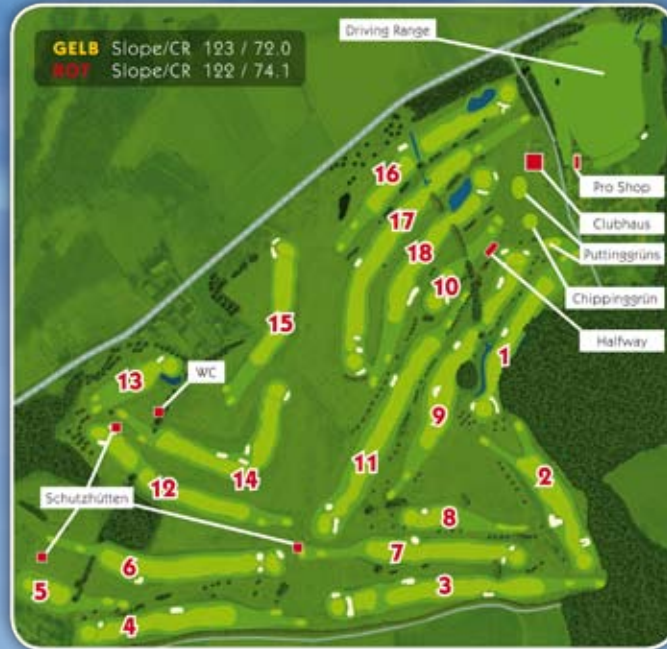 GELB Slope/CR 123 / 72.0
ROT Slope/CR 122 / 74.1
Driving Range
Pro Shop
Clubhaus
Puttinggrüns
Chippinggrün
Halfway
16
17
18
10
15
1
13
WC
9
11
2
14
12
Schutzhütten
8
7
6
5
3
4